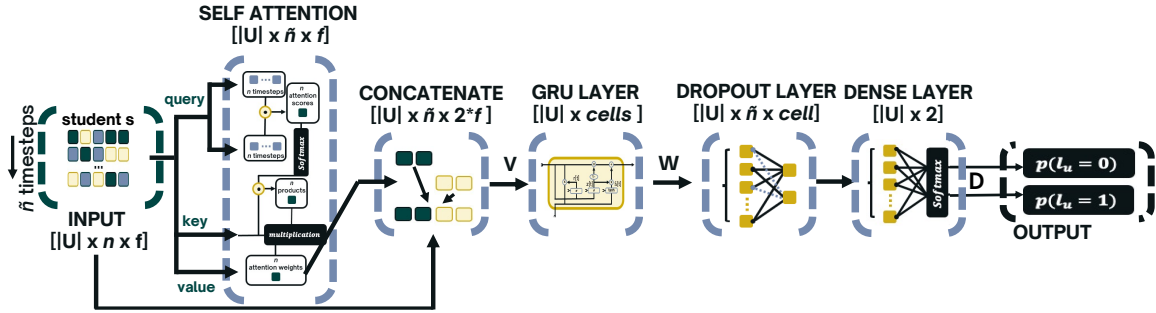 SELF ATTENTION
[|U| x ñ x f]
ñ timesteps
student s
...
INPUT
[|U| x n x f]
query
key
value
n timesteps
n
attention
scores
n timesteps
Softmax
n
products
multiplication
n
attention weights
CONCATENATE
[|U| x ñ x 2*f ]
V
GRU LAYER
[|U| x cells ]
W
DROPOUT LAYER
[|U| x ñ x cell]
DENSE LAYER
[|U| x 2]
Softmax
D
p(l_u = 0)
p(l_u = 1)
OUTPUT